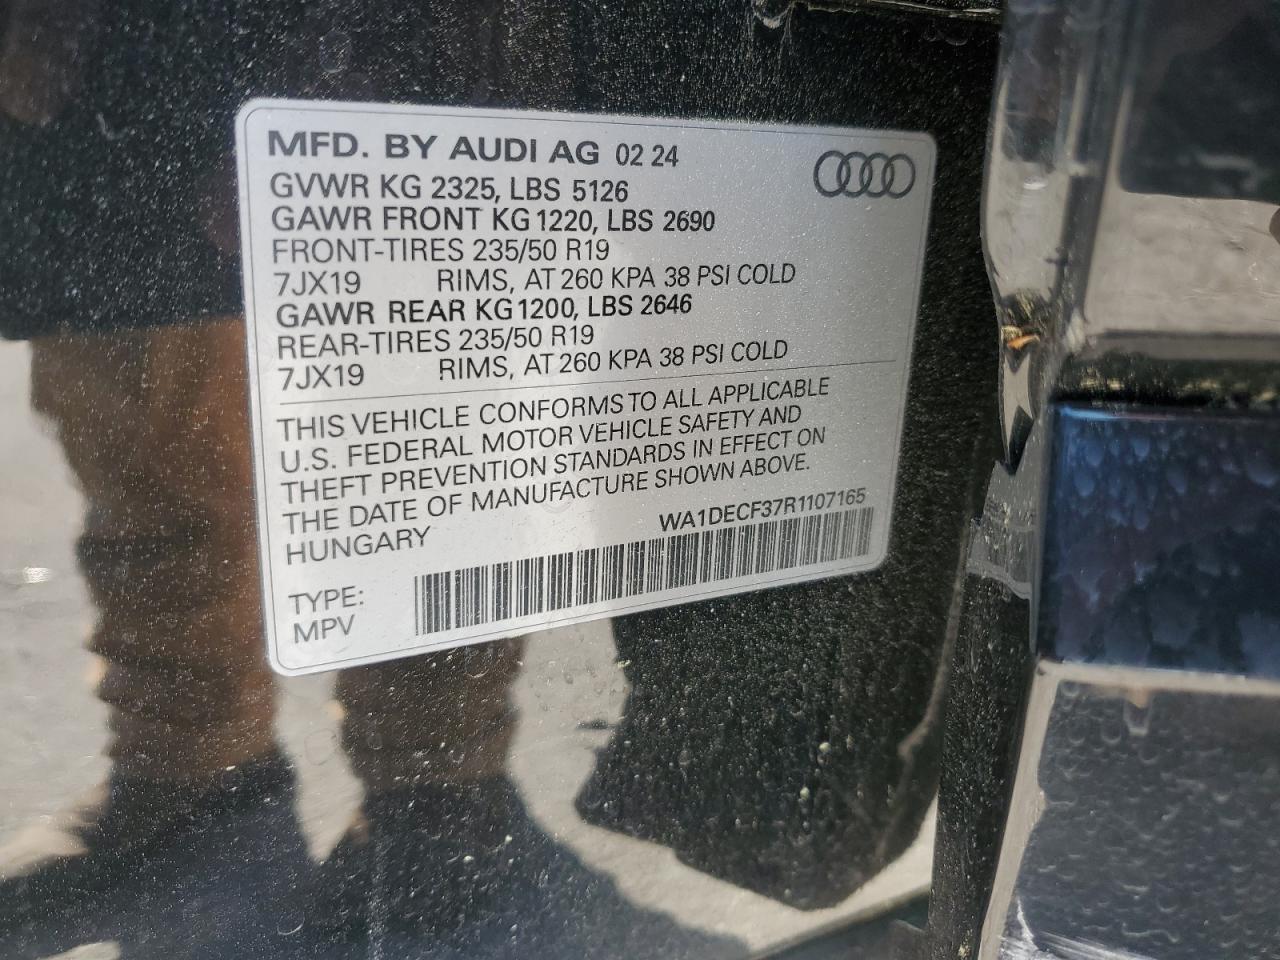 MFD. BY AUDI AG 02 24
GVWR KG 2325, LBS 5126
GAWR FRONT KG 1220, LBS 2690
FRONT-TIRES 235/50 R19
7JX19 RIMS, AT 260 KPA 38 PSI COLD
GAWR REAR KG 1200, LBS 2646
REAR-TIRES 235/50 R19
7JX19 RIMS, AT 260 KPA 38 PSI COLD
THIS VEHICLE CONFORMS TO ALL APPLICABLE
U.S. FEDERAL MOTOR VEHICLE SAFETY AND
THEFT PREVENTION STANDARDS IN EFFECT ON
THE DATE OF MANUFACTURE SHOWN ABOVE.
HUNGARY WA1DECF37R1107165
TYPE:
MPV